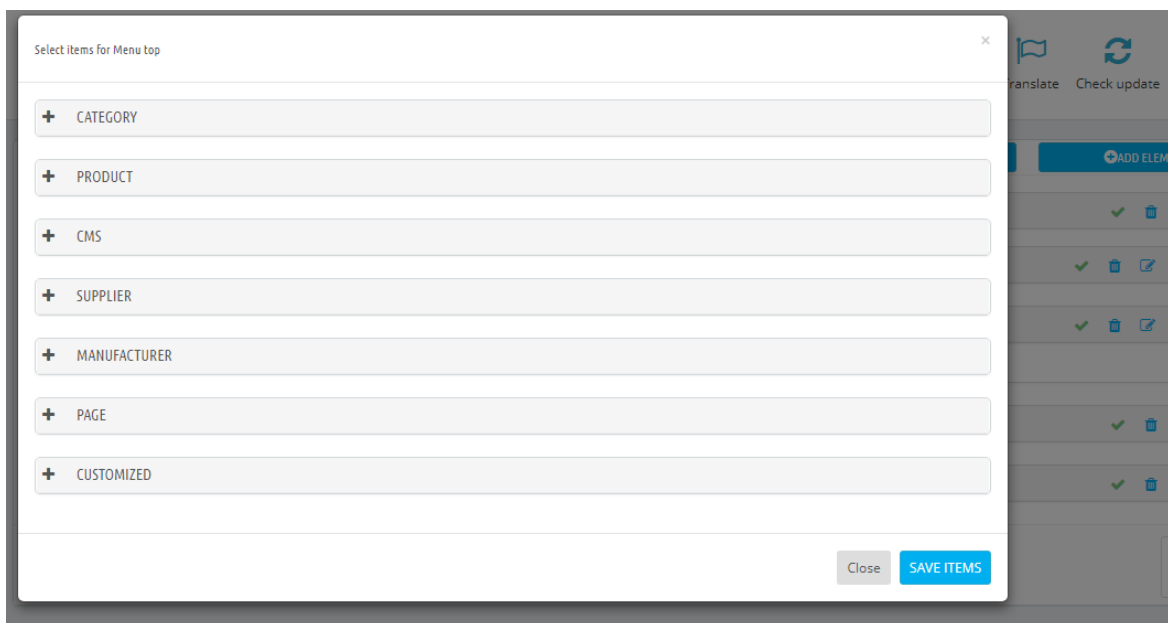 Select items for Menu top
×
Translate
Check update
CATEGORY
ADD ELEM
PRODUCT
CMS
SUPPLIER
MANUFACTURER
PAGE
CUSTOMIZED
Close
SAVE ITEMS